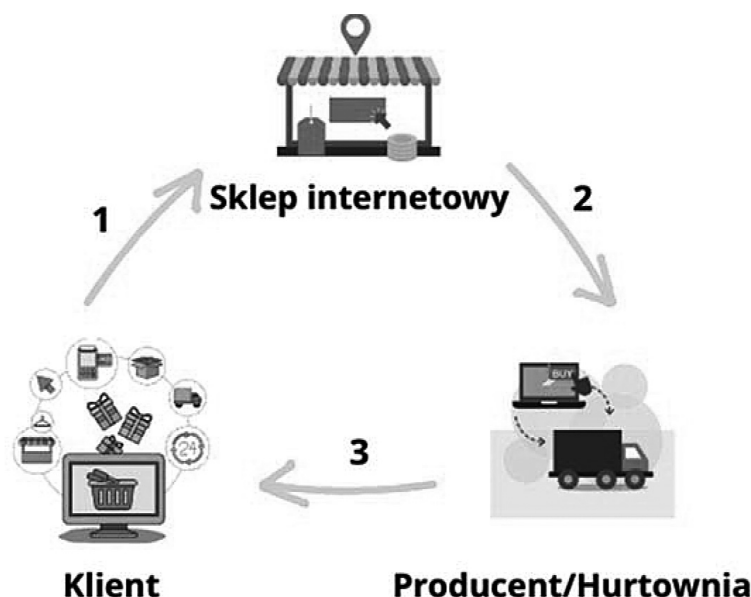 Sklep internetowy
1
2
BUY
24
3
Klient
Producent/Hurtownia